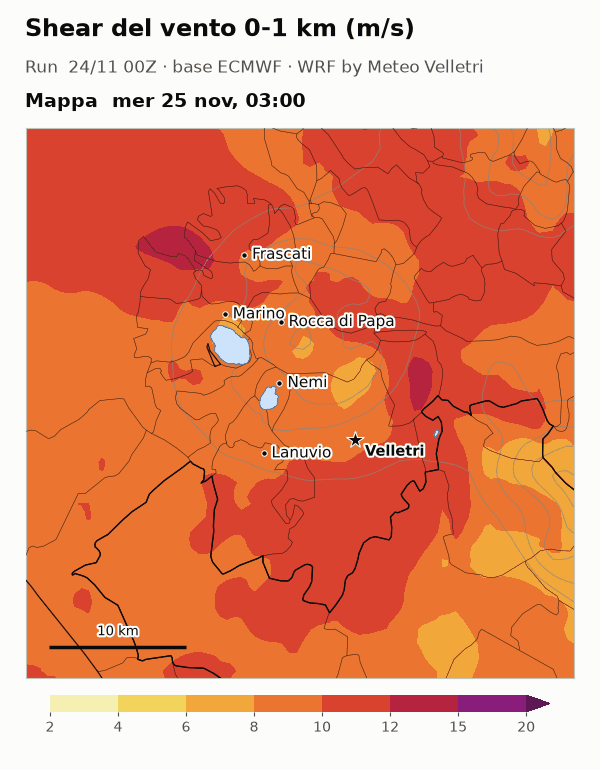 Shear del vento 0-1 km (m/s)
Run  24/11 00Z · base ECMWF · WRF by Meteo Velletri
Mappa  mer 25 nov, 03:00
Frascati
Marino
Rocca di Papa
Nemi
Lanuvio
Velletri
10 km
2 4 6 8 10 12 15 20